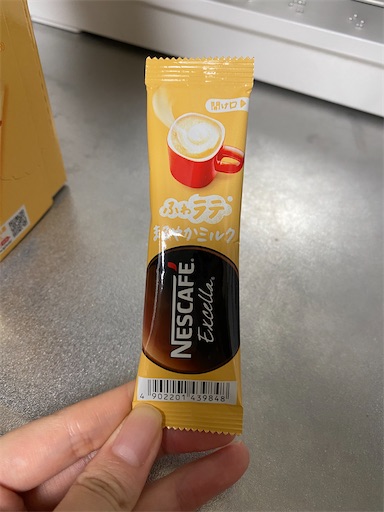 開け口▶
ふわラテ
まろやかミルク
NESCAFÉ
Excella
4 902201 439848